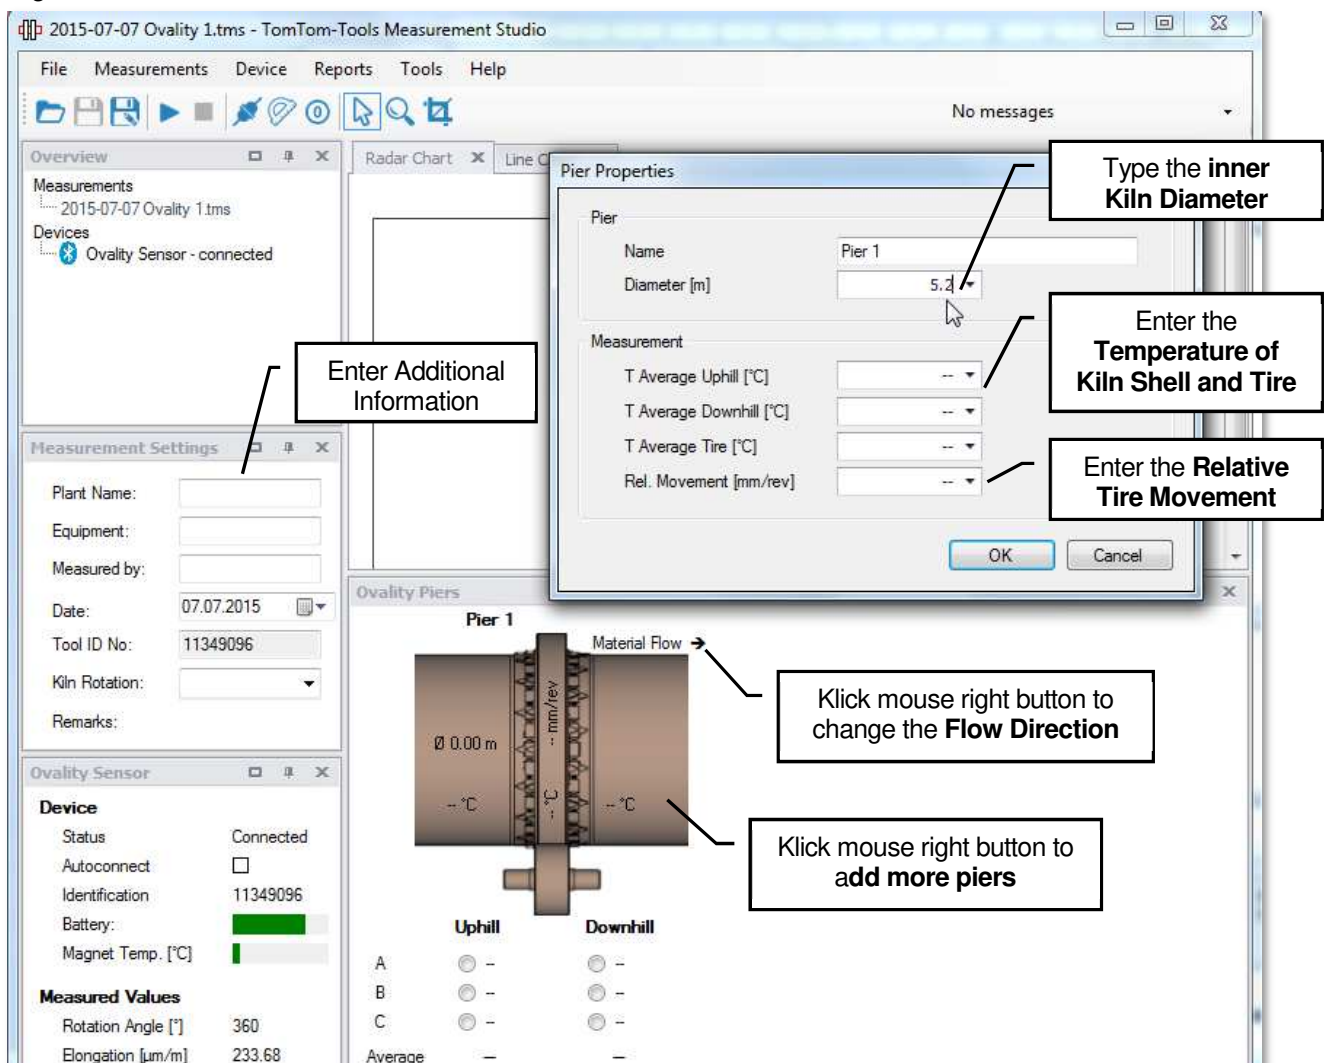 2015-07-07 Ovality 1.tms - TomTom-Tools Measurement Studio
File Measurements Device Reports Tools Help
No messages
Overview
Radar Chart
Line C
Measurements
2015-07-07 Ovality 1.tms
Devices
Ovality Sensor - connected
Pier Properties
Pier
Name
Pier 1
Diameter [m]
5.2
Measurement
T Average Uphill [°C]
--
T Average Downhill [°C]
--
T Average Tire [°C]
--
Rel. Movement [mm/rev]
--
OK
Cancel
Type the inner
Kiln Diameter
Enter the
Temperature of
Kiln Shell and Tire
Enter the Relative
Tire Movement
Enter Additional
Information
Measurement Settings
Plant Name:
Equipment:
Measured by:
Date:
07.07.2015
Tool ID No:
11349096
Kiln Rotation:
Remarks:
Ovality Piers
Pier 1
Material Flow
Ø 0.00 m
-- mm/rev
-- °C
-- °C
-- °C
Klick mouse right button to
change the Flow Direction
Klick mouse right button to
add more piers
Uphill
Downhill
A -- --
B -- --
C -- --
Average -- --
Ovality Sensor
Device
Status Connected
Autoconnect
Identification 11349096
Battery:
Magnet Temp. [°C]
Measured Values
Rotation Angle [°] 360
Elongation [µm/m] 233.68